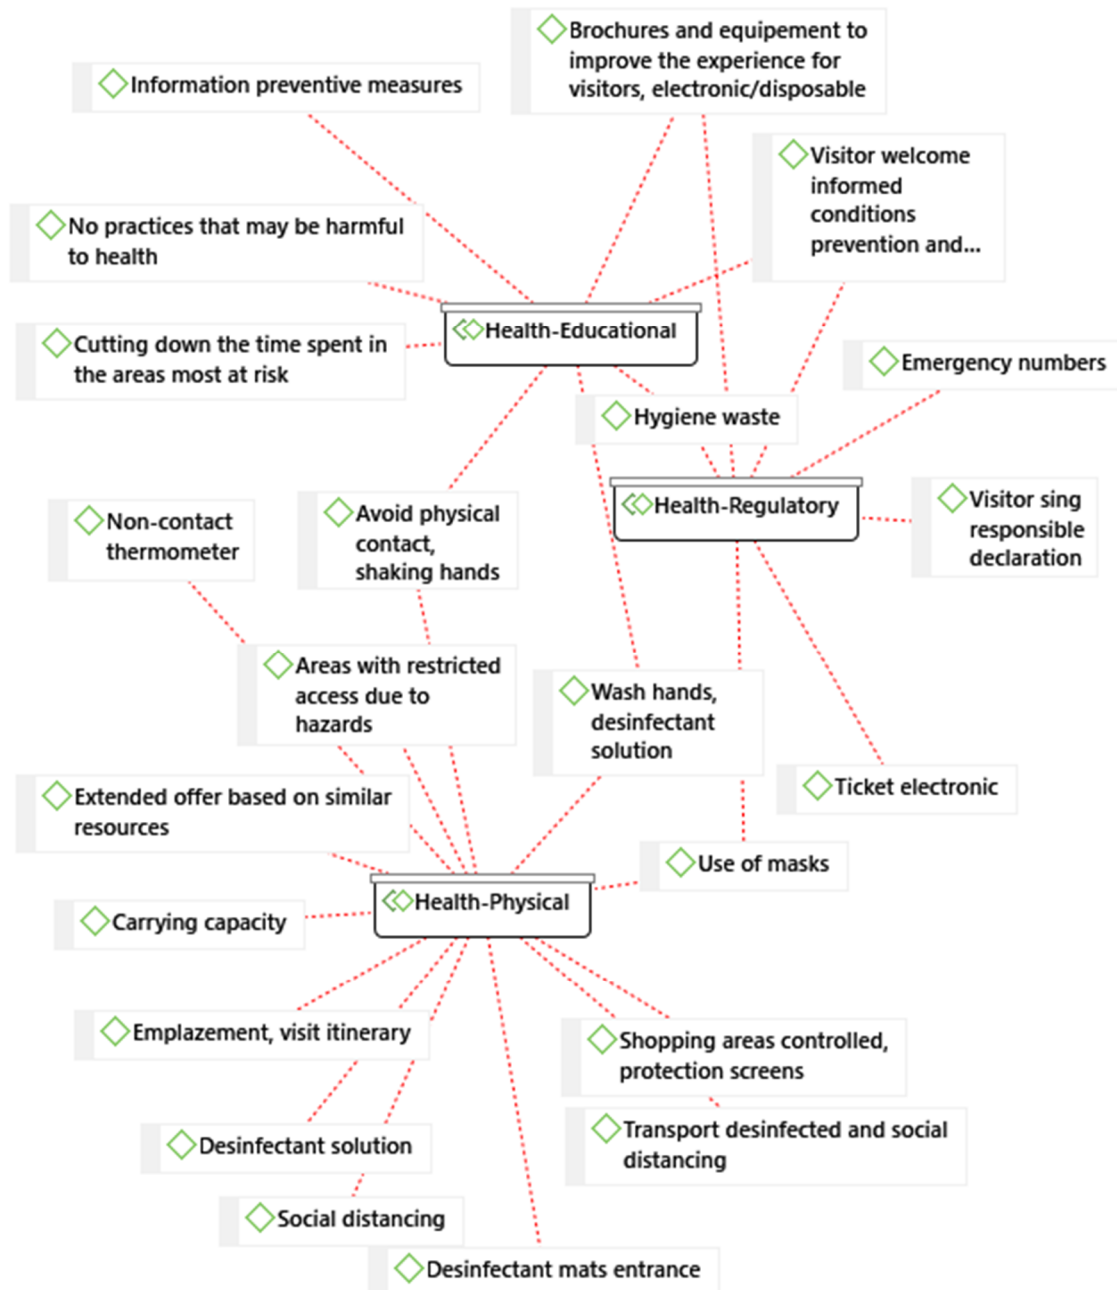 Brochures and equipement to
improve the experience for
visitors, electronic/disposable
Information preventive measures
Visitor welcome
informed
conditions
prevention and...
No practices that may be harmful
to health
Health-Educational
Cutting down the time spent in
the areas most at risk
Emergency numbers
Hygiene waste
Health-Regulatory
Visitor sing
responsible
declaration
Non-contact
thermometer
Avoid physical
contact,
shaking hands
Areas with restricted
access due to
hazards
Wash hands,
desinfectant
solution
Extended offer based on similar
resources
Ticket electronic
Use of masks
Health-Physical
Carrying capacity
Emplazement, visit itinerary
Shopping areas controlled,
protection screens
Desinfectant solution
Transport desinfected and social
distancing
Social distancing
Desinfectant mats entrance